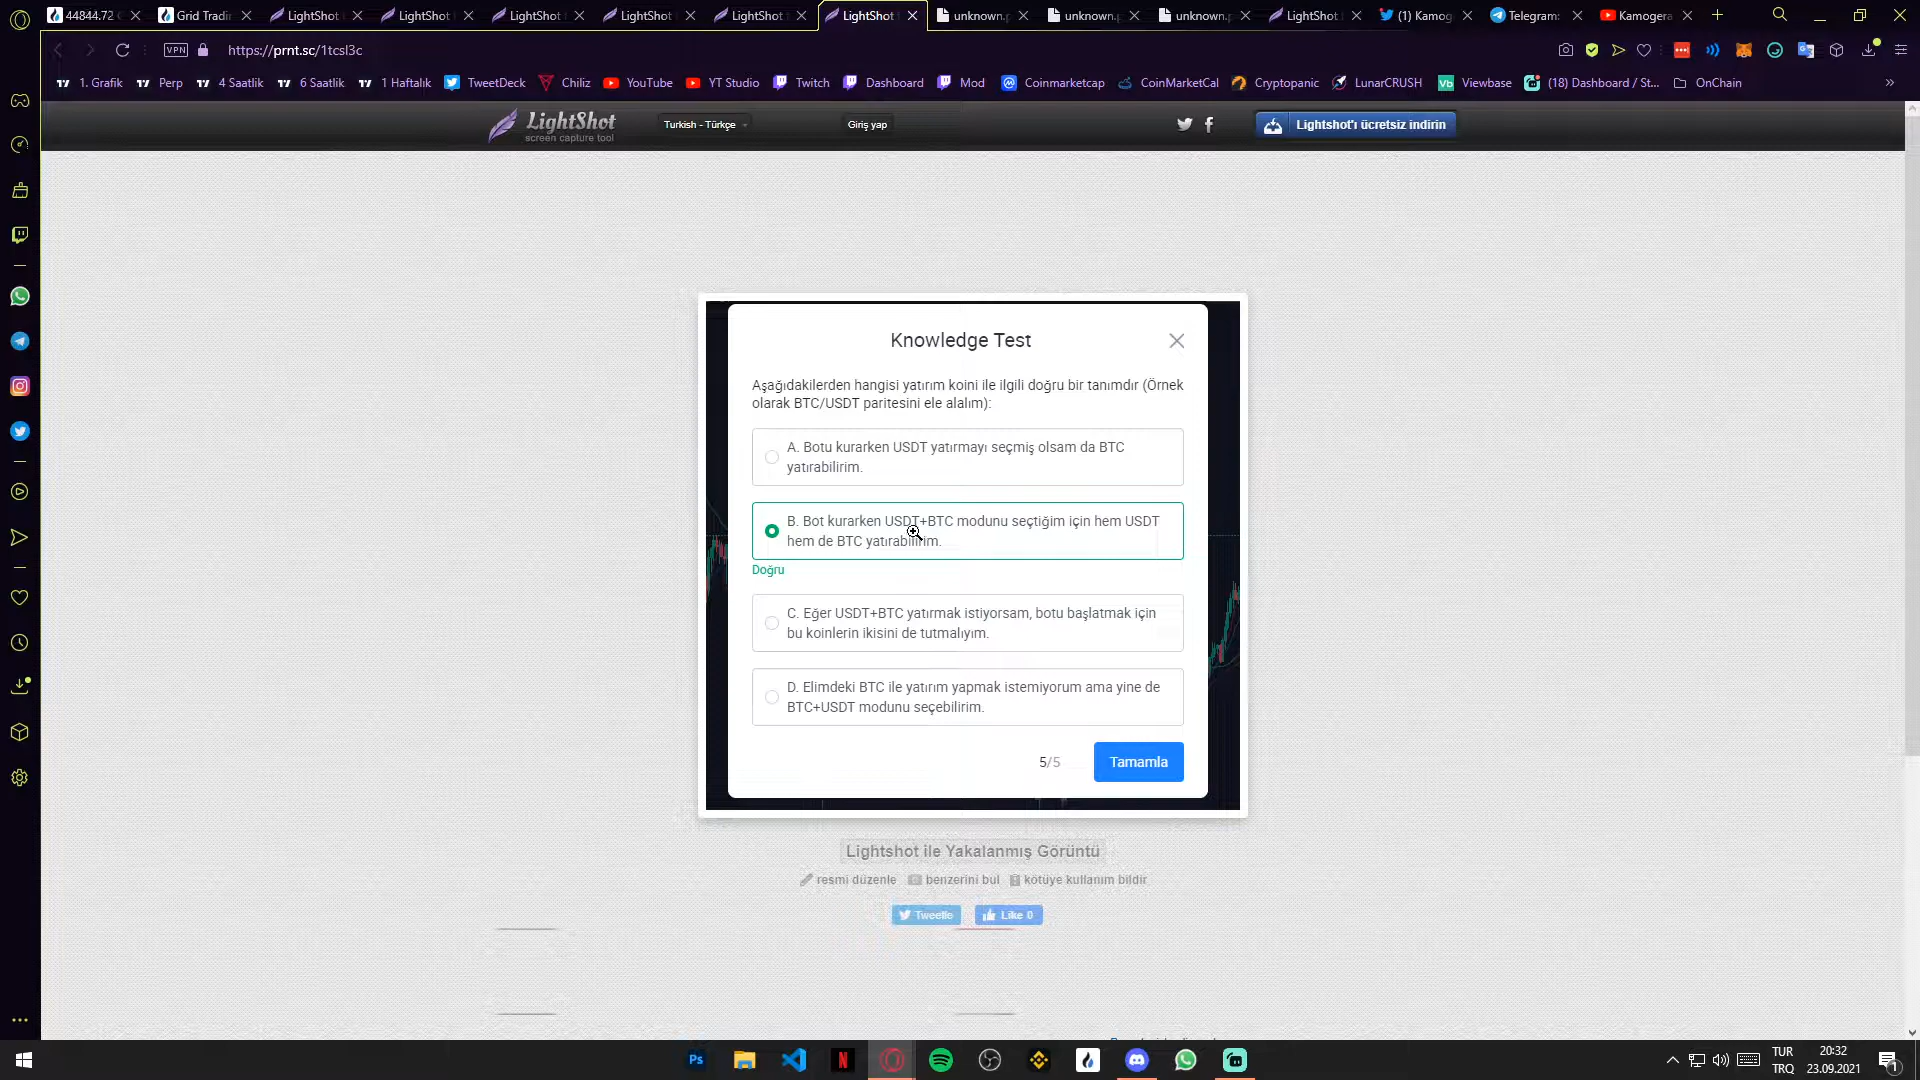 44844.72
Grid Tradi
LightShot
LightShot
LightShot
LightShot
LightShot
LightShot
unknown.p
unknown.
unknown.
LightShot
(1) Kamog
Telegram:
Kamogera
VPN
https://prnt.sc/1tcsl3c
1. Grafik
Perp
4 Saatlik
6 Saatlik
1 Haftalık
TweetDeck
Chiliz
YouTube
YT Studio
Twitch
Dashboard
Mod
Coinmarketcap
CoinMarketCal
Cryptopanic
LunarCRUSH
Viewbase
(18) Dashboard / St...
OnChain
LightShot
screen capture tool
Turkish - Türkçe
Giriş yap
Lightshot'ı ücretsiz indirin
Knowledge Test
Aşağıdakilerden hangisi yatırım koini ile ilgili doğru bir tanımdır (Örnek
olarak BTC/USDT paritesini ele alalım):
A. Botu kurarken USDT yatırmayı seçmiş olsam da BTC
yatırabilirim.
B. Bot kurarken USDT+BTC modunu seçtiğim için hem USDT
hem de BTC yatırabilirim.
Doğru
C. Eğer USDT+BTC yatırmak istiyorsam, botu başlatmak için
bu koinlerin ikisini de tutmalıyım.
D. Elimdeki BTC ile yatırım yapmak istemiyorum ama yine de
BTC+USDT modunu seçebilirim.
5/5
Tamamla
Lightshot ile Yakalanmış Görüntü
resmi düzenle
benzerini bul
kötüye kullanım bildir
Tweetle
Like 0
Ps
TUR
TRQ
20:32
23.09.2021
1